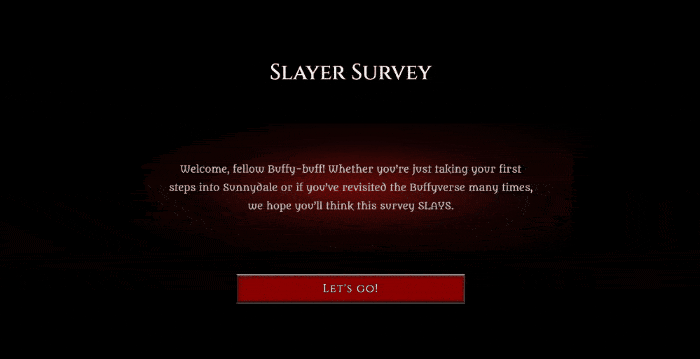 Slayer Survey
Welcome, fellow Buffy-buff! Whether you're just taking your first
steps into Sunnydale or if you've revisited the Buffyverse many times,
we hope you'll think this survey SLAYS.
Let's go!